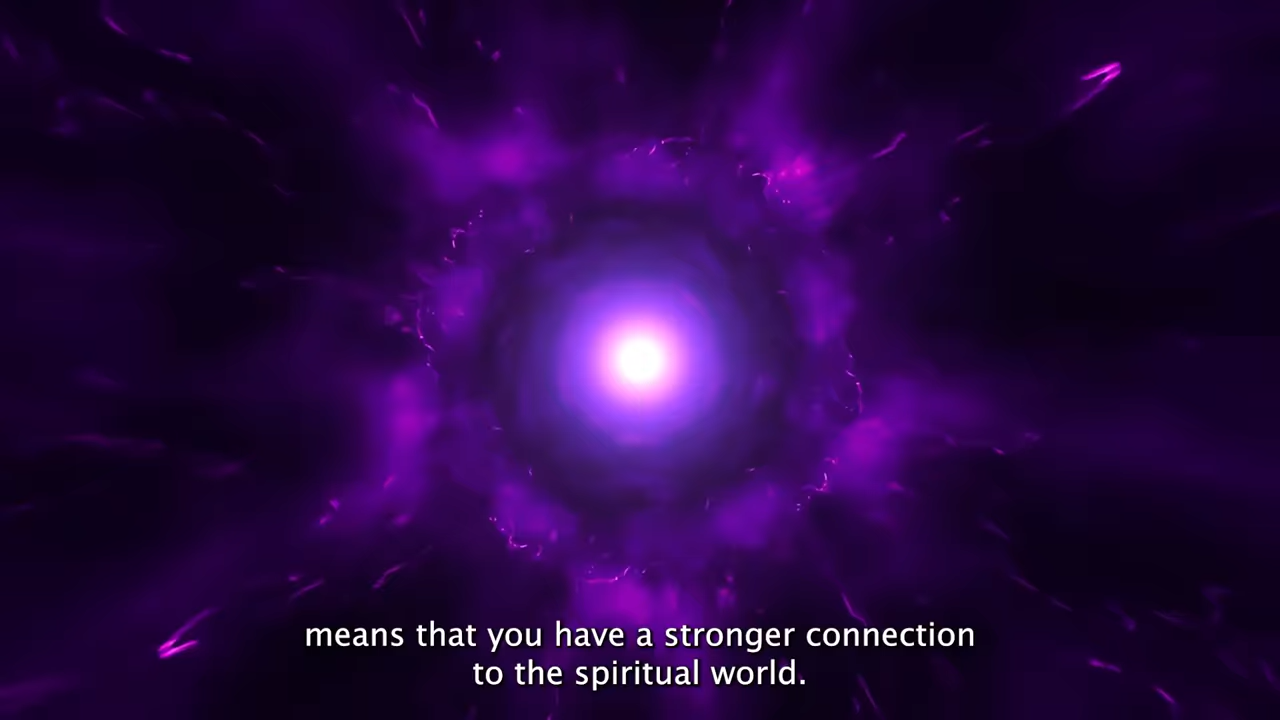 means that you have a stronger connection
to the spiritual world.